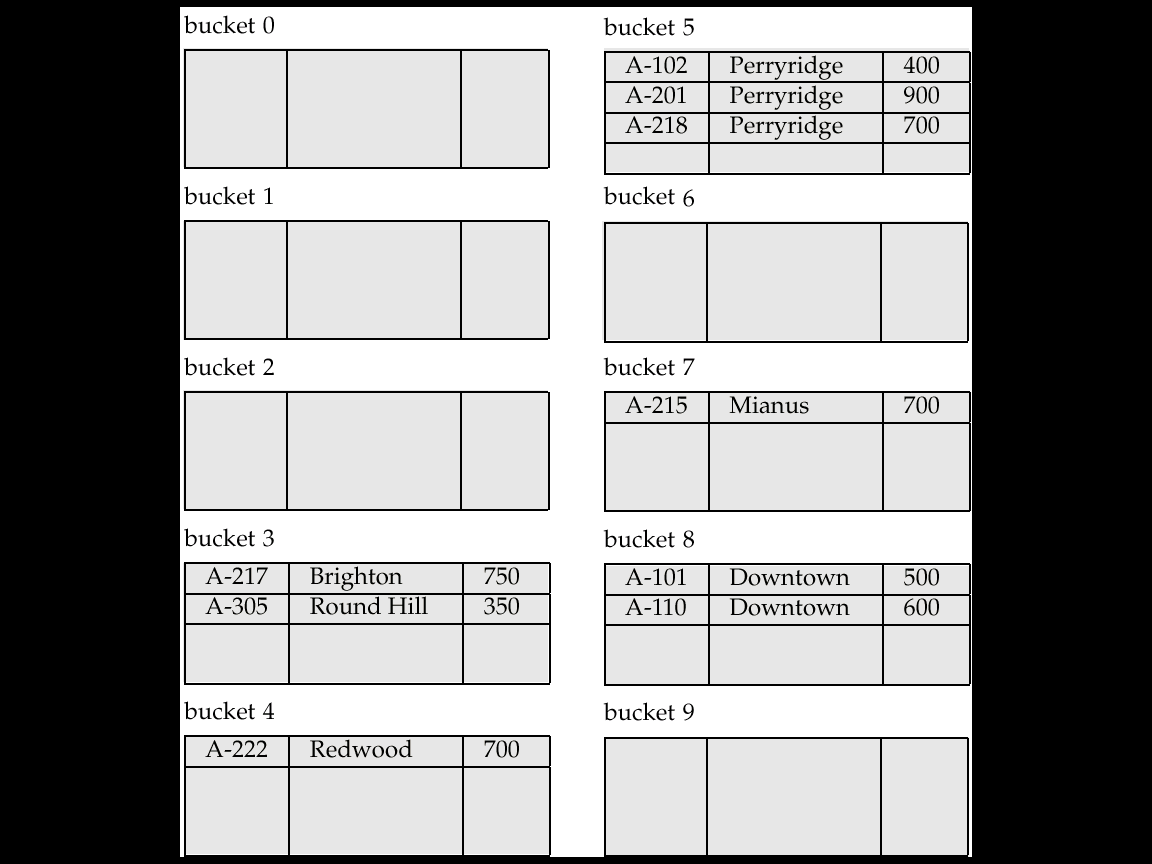 bucket 0
bucket 1
bucket 2
bucket 3
A-217 Brighton 750
A-305 Round Hill 350
bucket 4
A-222 Redwood 700
bucket 5
A-102 Perryridge 400
A-201 Perryridge 900
A-218 Perryridge 700
bucket 6
bucket 7
A-215 Mianus 700
bucket 8
A-101 Downtown 500
A-110 Downtown 600
bucket 9